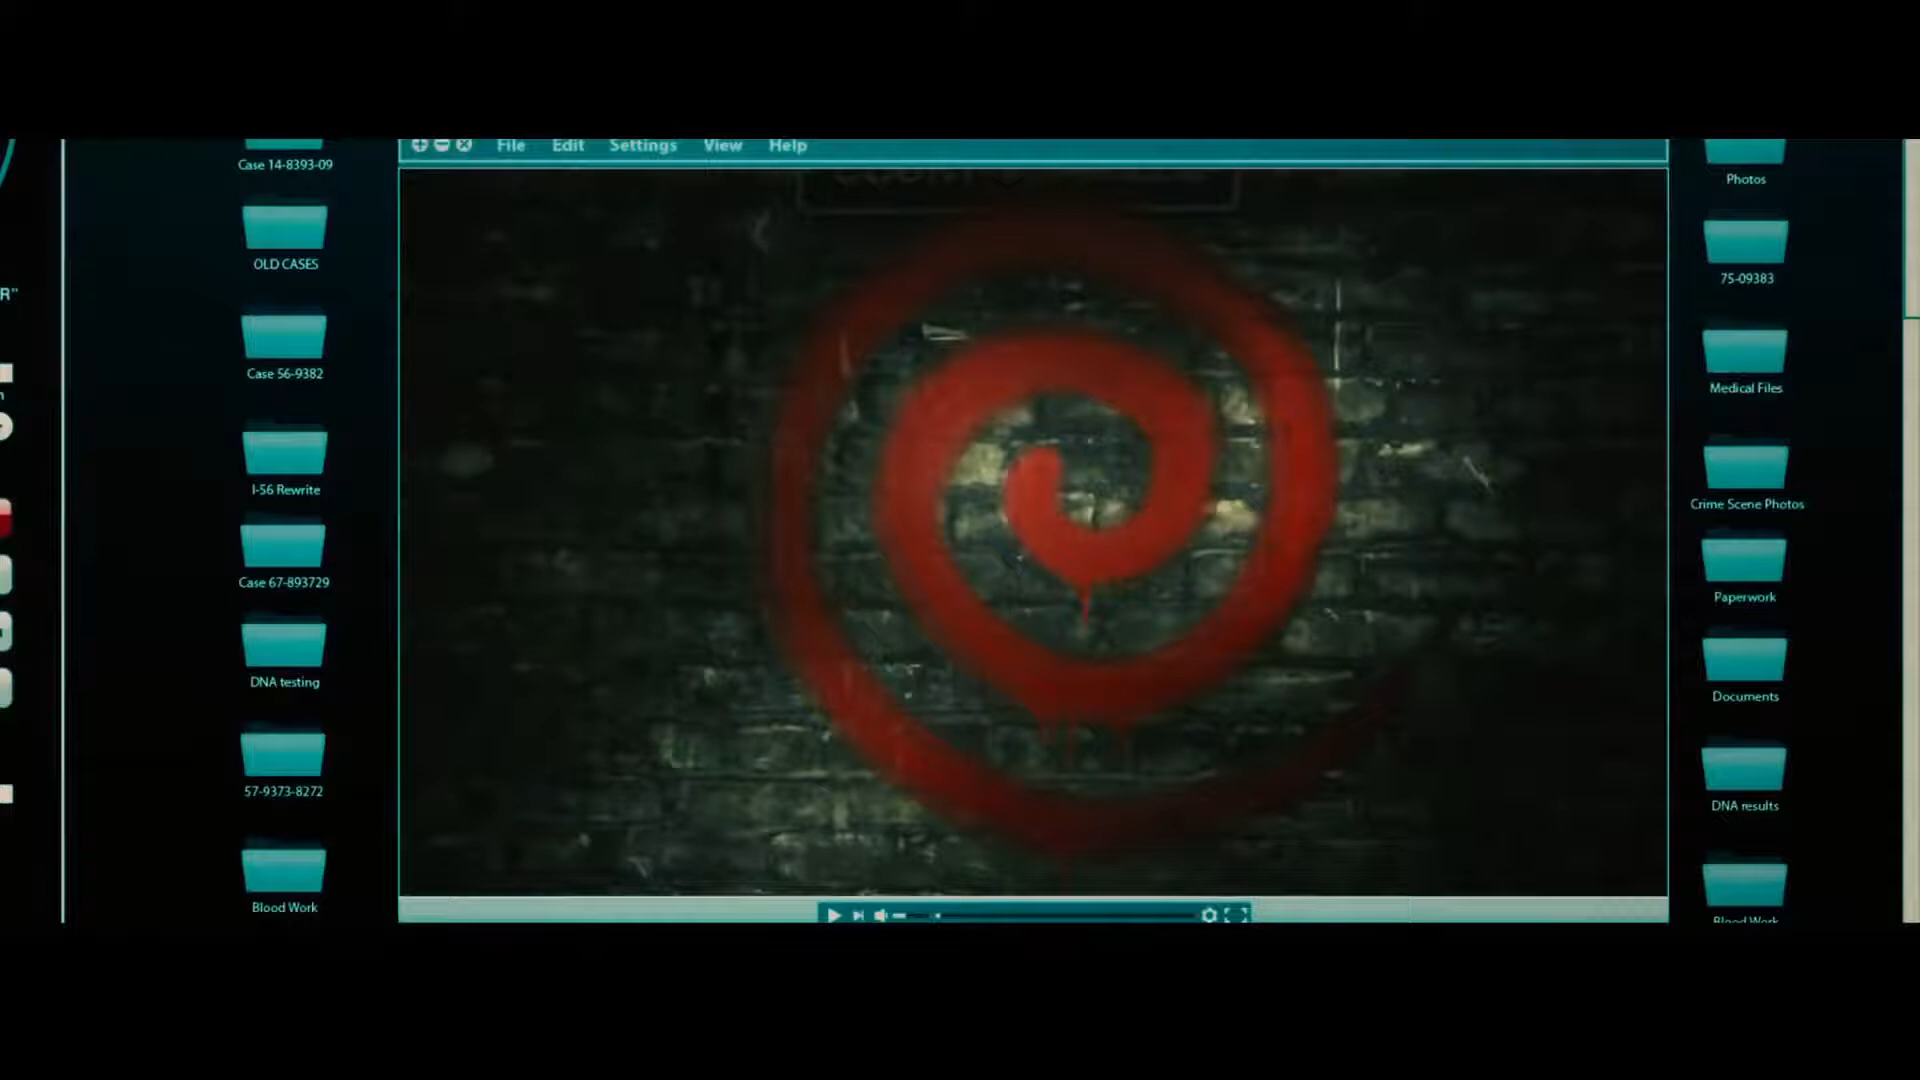 File Edit Settings View Help
Case 14-8393-09
OLD CASES
Case 56-9382
I-56 Rewrite
Case 67-893729
DNA testing
57-9373-8272
Blood Work
Photos
75-09383
Medical Files
Crime Scene Photos
Paperwork
Documents
DNA results
Blood Work